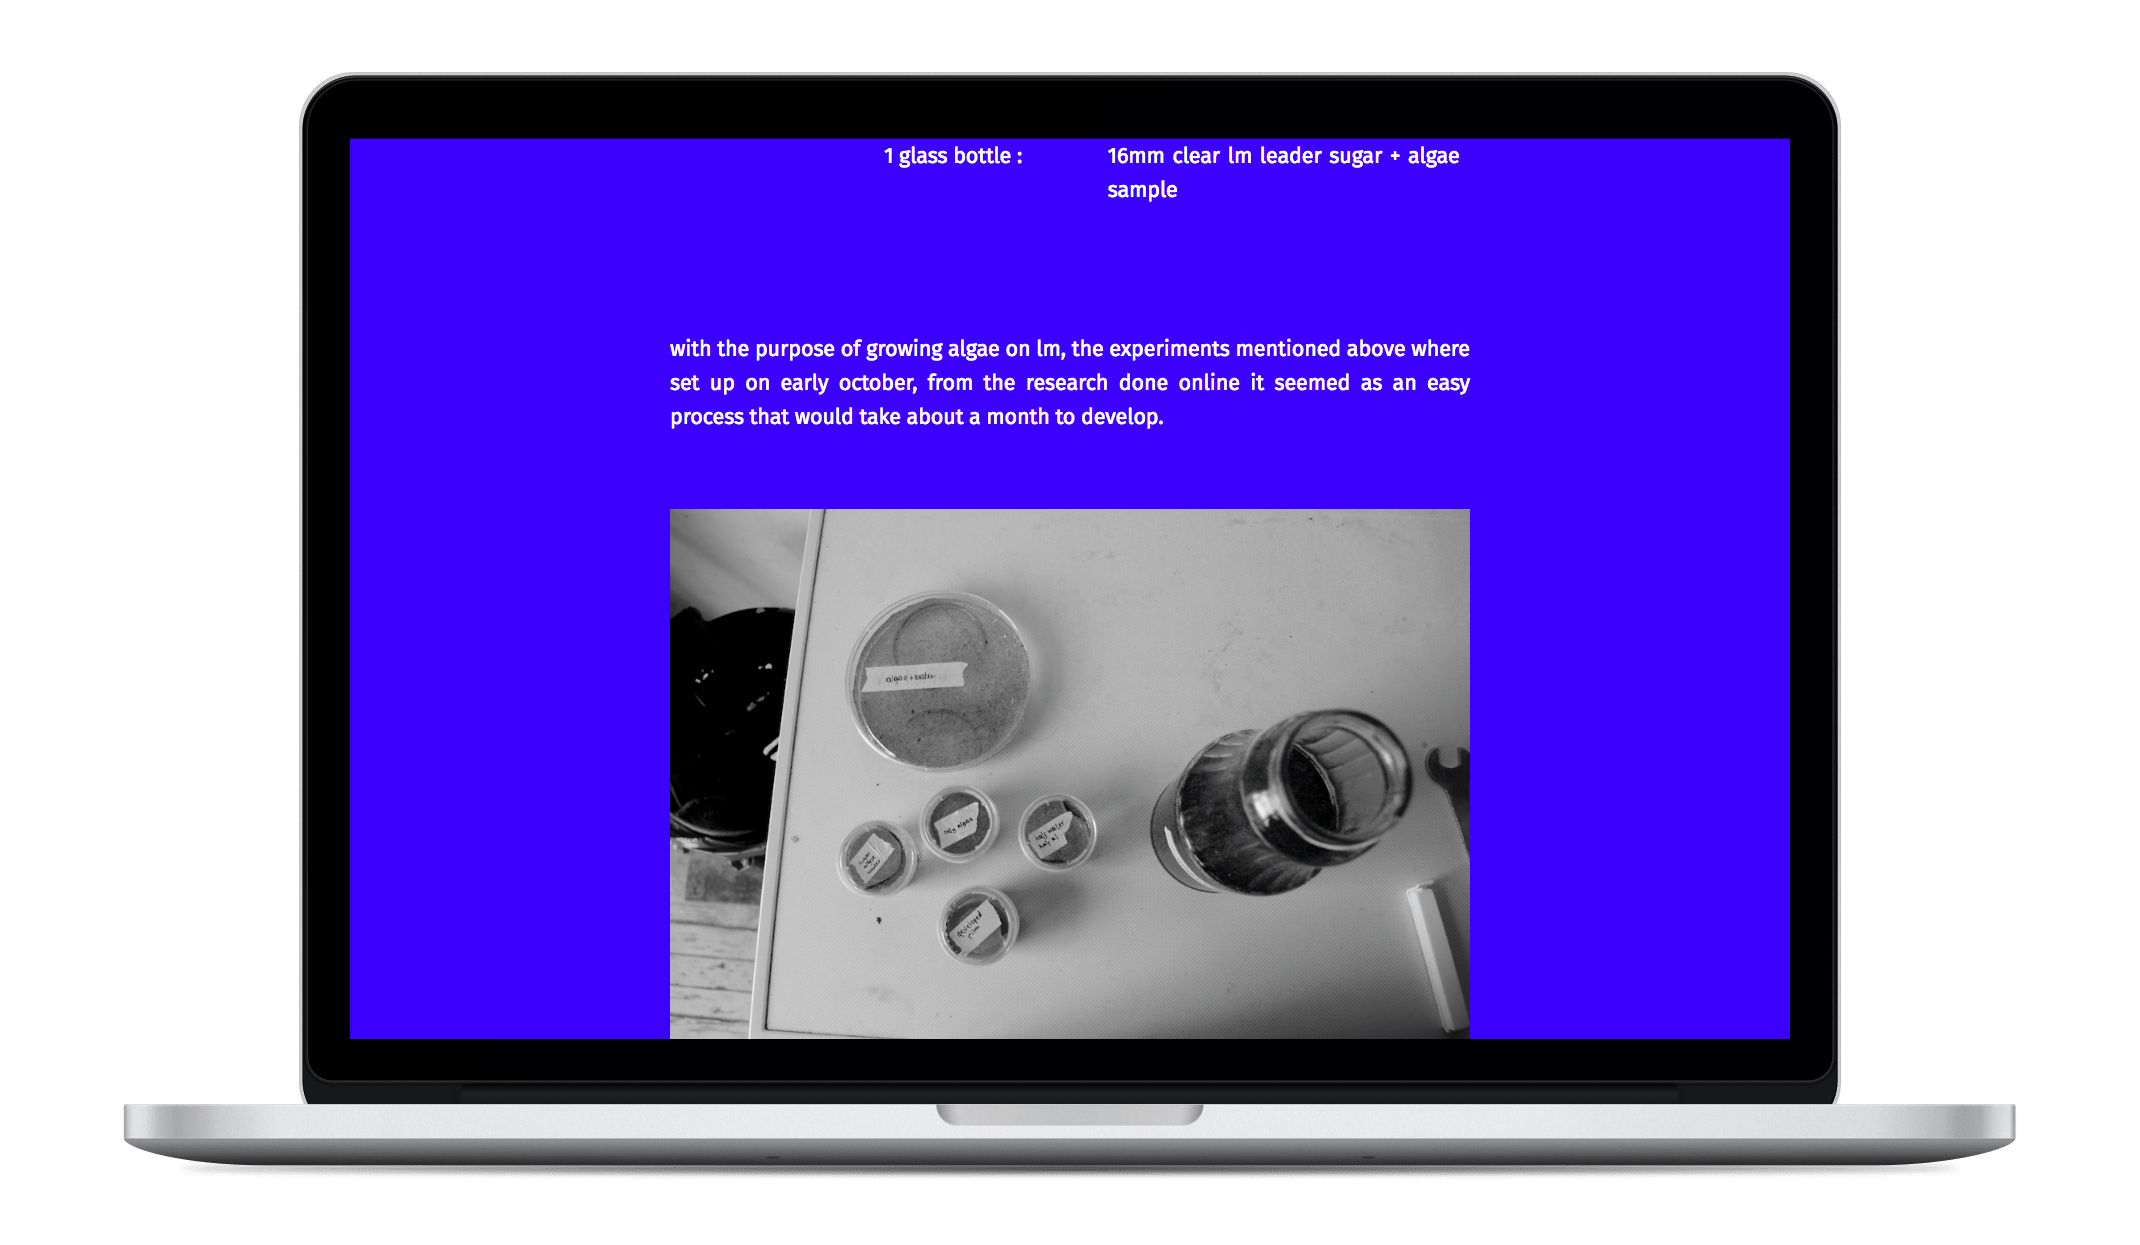 1 glass bottle :
16mm clear lm leader sugar + algae
sample
with the purpose of growing algae on lm, the experiments mentioned above where
set up on early october, from the research done online it seemed as an easy
process that would take about a month to develop.
algae + water
only algae
half water
developed
film